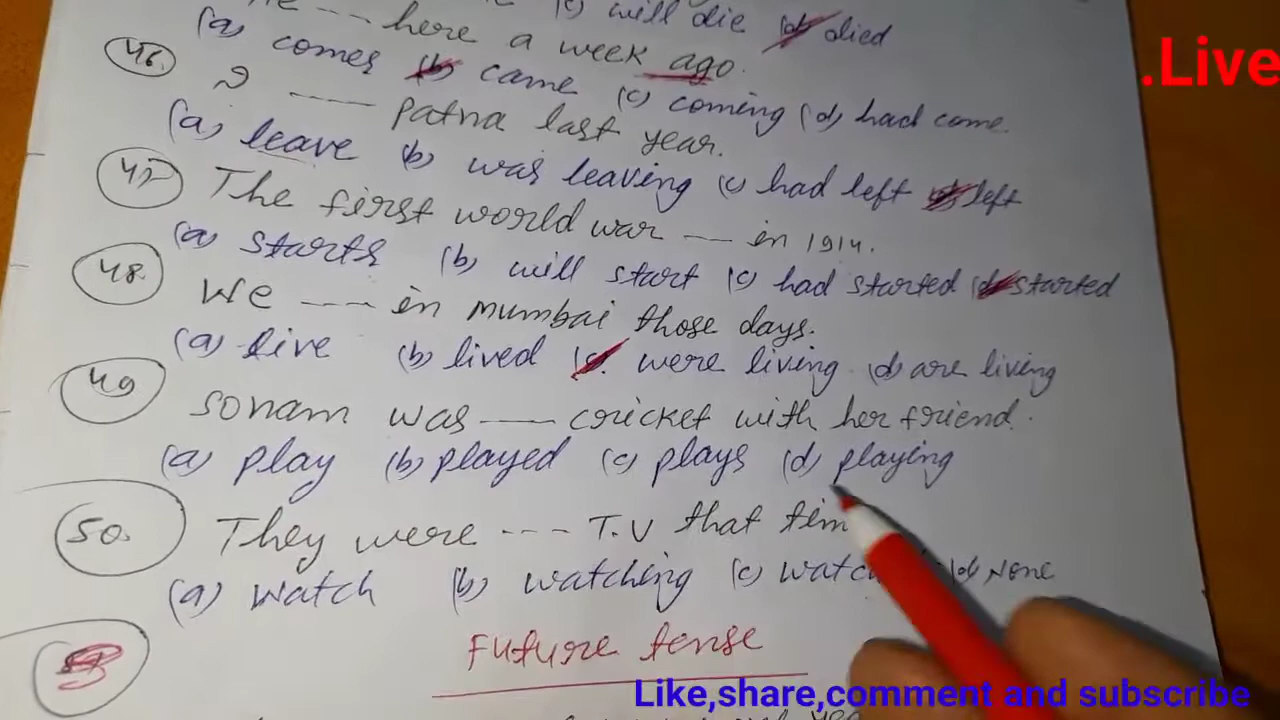 (c) will die (d) died
--- here a week ago.
(a) comes (b) came (c) coming (d) had come.
46. I ---- Patna last year.
(a) leave (b) was leaving (c) had left (d) left
47 The first world war --- in 1914.
(a) starts (b) will start (c) had started (d) started
48. We ---- in mumbai those days.
(a) live (b) lived (c) were living (d) are living
49 Sonam was ---- cricket with her friend.
(a) play (b) played (c) plays (d) playing
50. They were --- T.V that tim
(a) watch (b) watching (c) watc (d) None
Future tense
.Live
Like,share,comment and subscribe